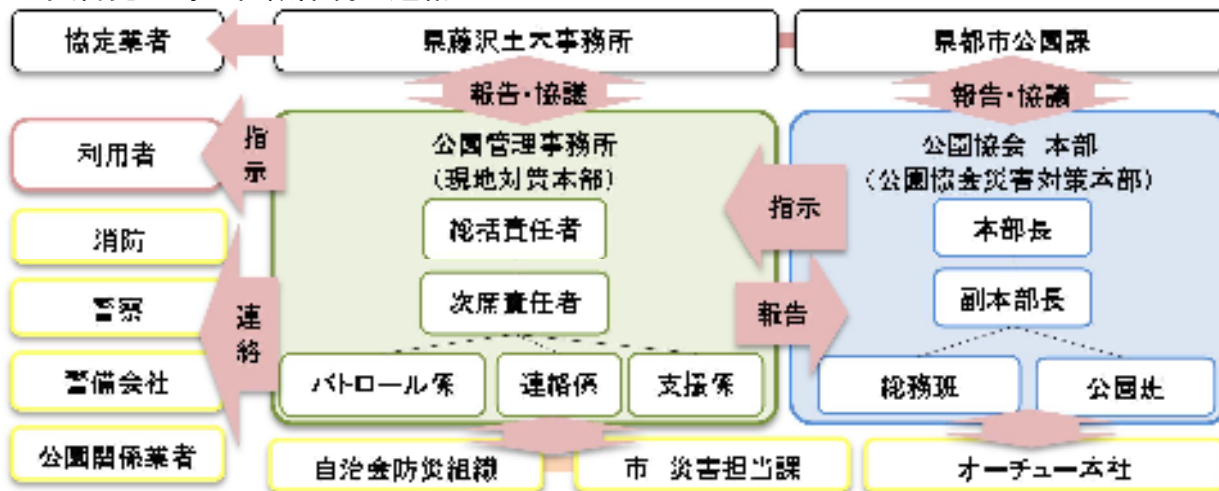 協定業者
県藤沢土木事務所
県都市公園課
報告・協議
報告・協議
利用者
指示
公園管理事務所
(現地対策本部)
公園協会 本部
(公園協会災害対策本部)
指示
総括責任者
本部長
消防
警察
連絡
次席責任者
報告
副本部長
警備会社
パトロール係
連絡係
支援係
総務班
公園班
公園関係業者
自治会防災組織
市 災害担当課
オーチュー本社